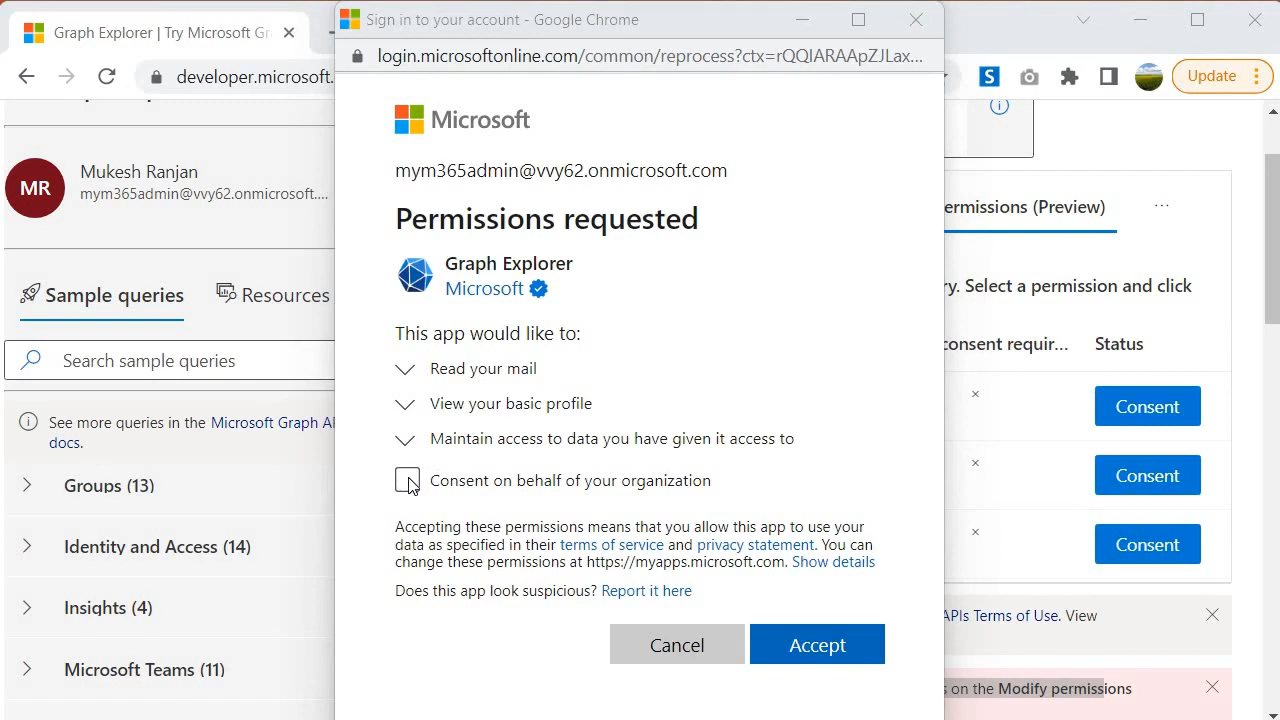 Graph Explorer | Try Microsoft Gr
Sign in to your account - Google Chrome
developer.microsoft.
login.microsoftonline.com/common/reprocess?ctx=rQQIARAApZJLax...
S
Update
Mukesh Ranjan
MR
mym365admin@vvy62.onmicrosoft....
Sample queries
Resources
Search sample queries
See more queries in the Microsoft Graph A
docs.
Groups (13)
Identity and Access (14)
Insights (4)
Microsoft Teams (11)
Microsoft
mym365admin@vvy62.onmicrosoft.com
Permissions requested
Graph Explorer
Microsoft
This app would like to:
Read your mail
View your basic profile
Maintain access to data you have given it access to
Consent on behalf of your organization
Accepting these permissions means that you allow this app to use your
data as specified in their terms of service and privacy statement. You can
change these permissions at https://myapps.microsoft.com. Show details
Does this app look suspicious? Report it here
Cancel
Accept
ermissions (Preview)
...
ry. Select a permission and click
consent requir...
Status
Consent
Consent
Consent
APIs Terms of Use. View
s on the Modify permissions